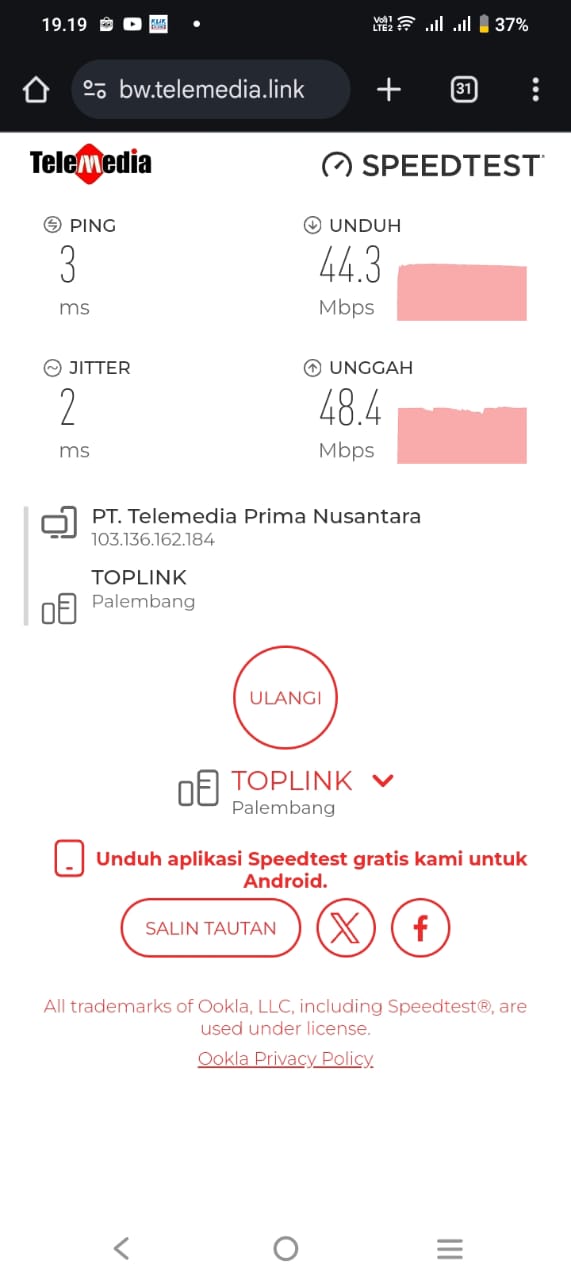 19.19
Vo1) LTE2
37%
bw.telemedia.link
31
TeleMedia
SPEEDTEST
PING
3
ms
UNDUH
44.3
Mbps
JITTER
2
ms
UNGGAH
48.4
Mbps
PT. Telemedia Prima Nusantara
103.136.162.184
TOPLINK
Palembang
ULANGI
TOPLINK
Palembang
Unduh aplikasi Speedtest gratis kami untuk
Android.
SALIN TAUTAN
All trademarks of Ookla, LLC, including Speedtest®, are
used under license.
Ookla Privacy Policy